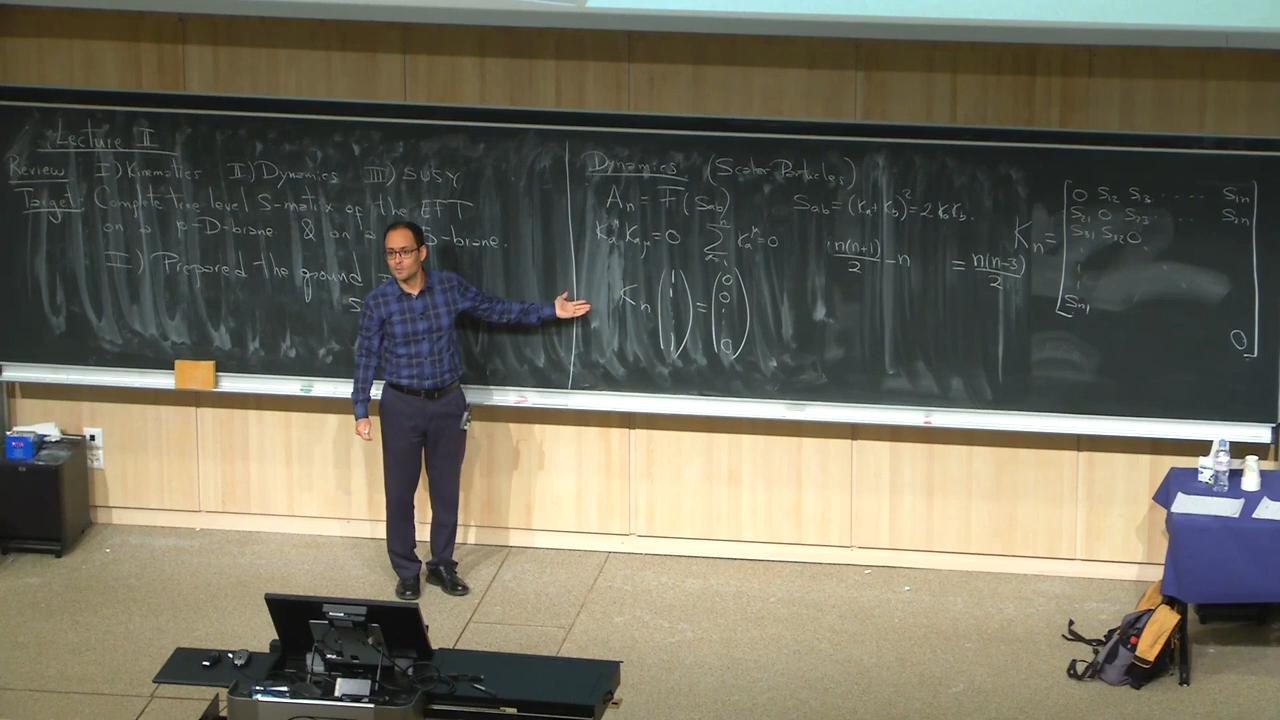 Lecture II
Review I) Kinematics II) Dynamics III) SUSY
Target: Complete tree level S-matrix of the EFT
on a p-D-brane & on a D-brane.
II) Prepared the ground
Dynamics (Scalar Particles)
A_n = F(S_ab) S_ab = (K_a + K_b)^2 = 2 K_a K_b.
K_a^μ K_aμ = 0 ∑ K_a^μ = 0 n(n+1)/2 - n = n(n-3)/2
K_n (1 1 ⋮ 1) = (0 0 ⋮ 0)
K_n = [ 0 S_12 S_13 . . . . S_1n
S_21 0 S_23 . . . S_2n
S_31 S_32 0
S_n1
0 ]